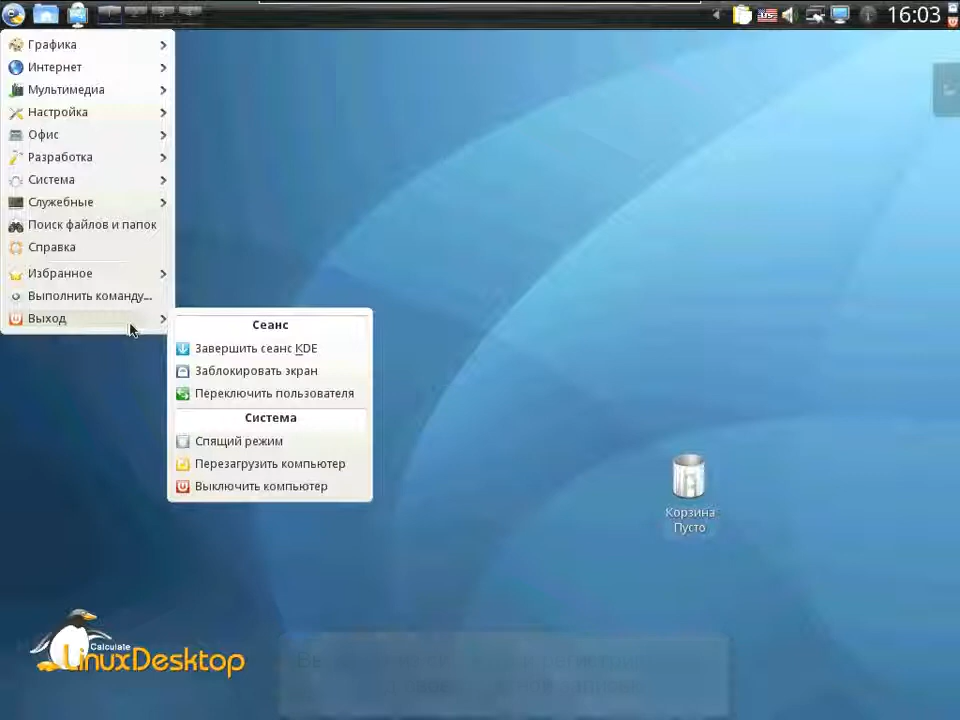 16:03
Графика
Интернет
Мультимедиа
Настройка
Офис
Разработка
Система
Служебные
Поиск файлов и папок
Справка
Избранное
Выполнить команду...
Выход
Сеанс
Завершить сеанс KDE
Заблокировать экран
Переключить пользователя
Система
Спящий режим
Перезагрузить компьютер
Выключить компьютер
Корзина
Пусто
Calculate
LinuxDesktop